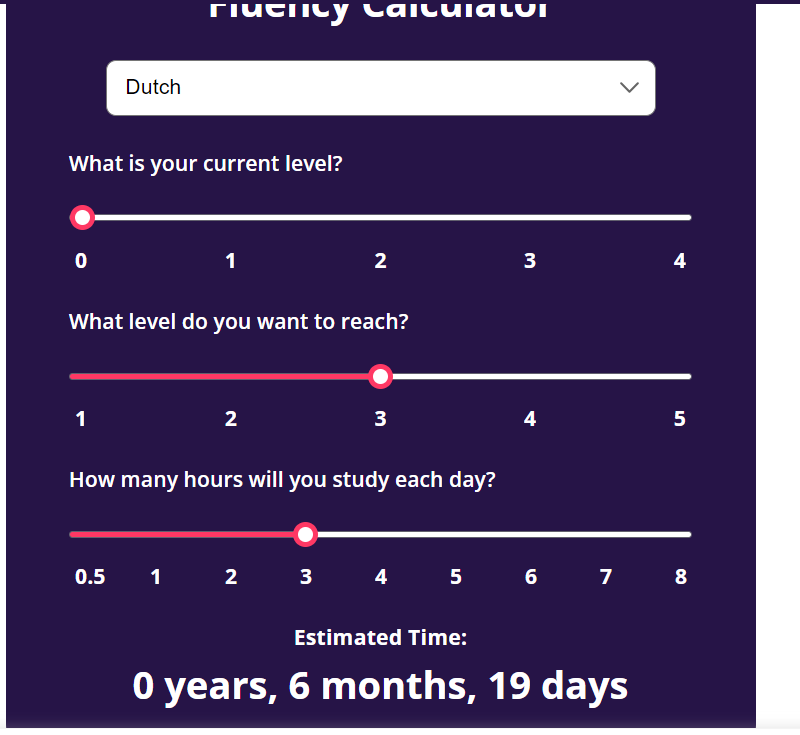 Fluency Calculator
Dutch
What is your current level?
0 1 2 3 4
What level do you want to reach?
1 2 3 4 5
How many hours will you study each day?
0.5 1 2 3 4 5 6 7 8
Estimated Time:
0 years, 6 months, 19 days